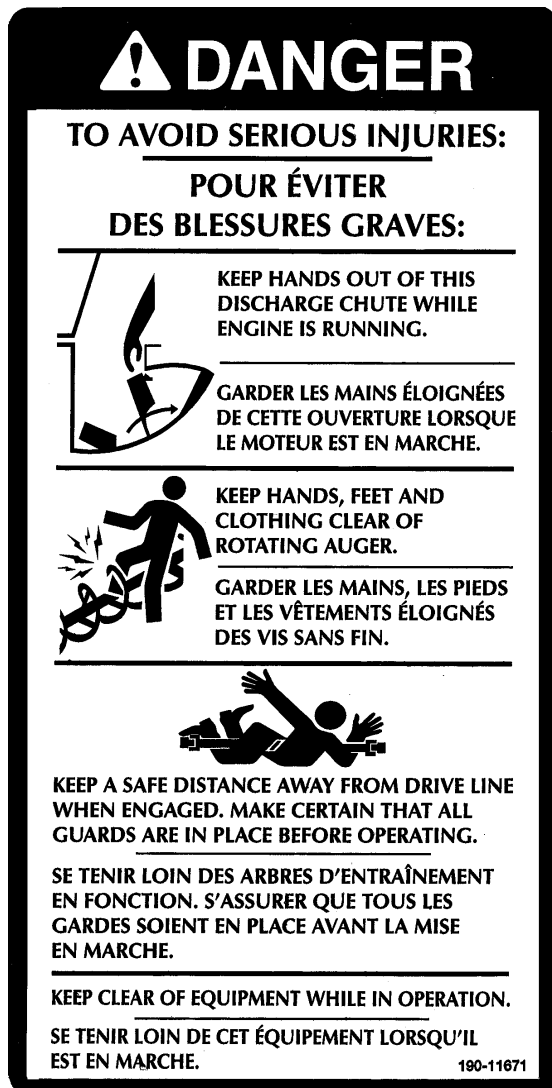 DANGER
TO AVOID SERIOUS INJURIES:
POUR ÉVITER
DES BLESSURES GRAVES:
KEEP HANDS OUT OF THIS
DISCHARGE CHUTE WHILE
ENGINE IS RUNNING.
GARDER LES MAINS ÉLOIGNÉES
DE CETTE OUVERTURE LORSQUE
LE MOTEUR EST EN MARCHE.
KEEP HANDS, FEET AND
CLOTHING CLEAR OF
ROTATING AUGER.
GARDER LES MAINS, LES PIEDS
ET LES VÊTEMENTS ÉLOIGNÉS
DES VIS SANS FIN.
KEEP A SAFE DISTANCE AWAY FROM DRIVE LINE
WHEN ENGAGED. MAKE CERTAIN THAT ALL
GUARDS ARE IN PLACE BEFORE OPERATING.
SE TENIR LOIN DES ARBRES D'ENTRAÎNEMENT
EN FONCTION. S'ASSURER QUE TOUS LES
GARDES SOIENT EN PLACE AVANT LA MISE
EN MARCHE.
KEEP CLEAR OF EQUIPMENT WHILE IN OPERATION.
SE TENIR LOIN DE CET ÉQUIPEMENT LORSQU'IL
EST EN MARCHE.
190-11671